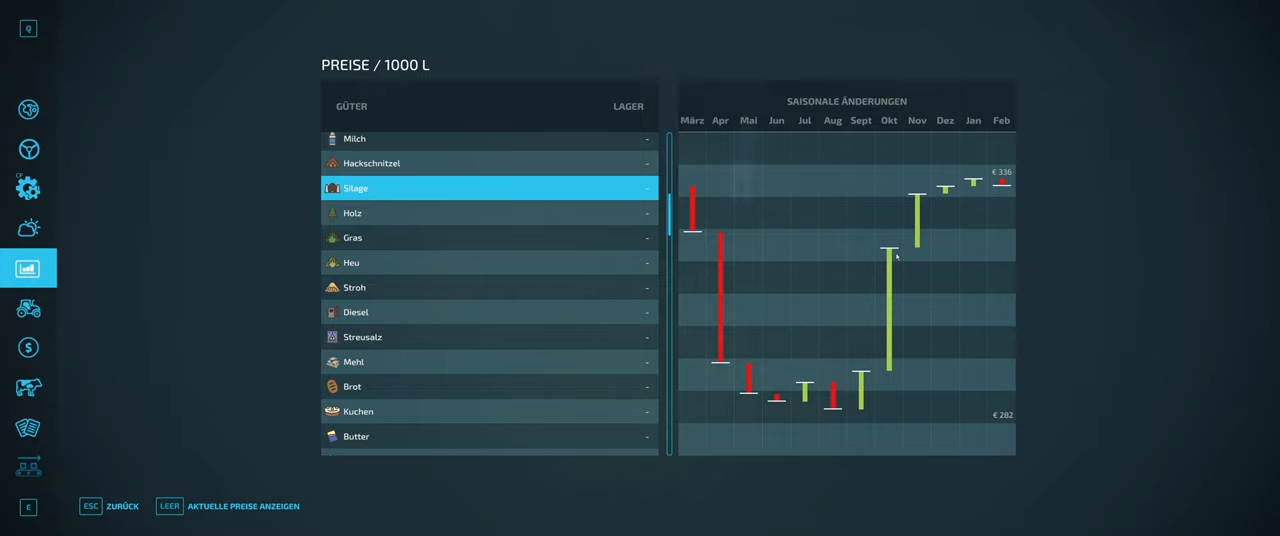 Q
PREISE / 1000 L
GÜTER LAGER
SAISONALE ÄNDERUNGEN
März Apr Mai Jun Jul Aug Sept Okt Nov Dez Jan Feb
Milch -
Hackschnitzel -
€ 336
Silage -
Holz -
Gras -
Heu -
Stroh -
Diesel -
Streusalz -
Mehl -
Brot -
Kuchen -
€ 282
Butter -
CP
$
E
ESC ZURÜCK LEER AKTUELLE PREISE ANZEIGEN